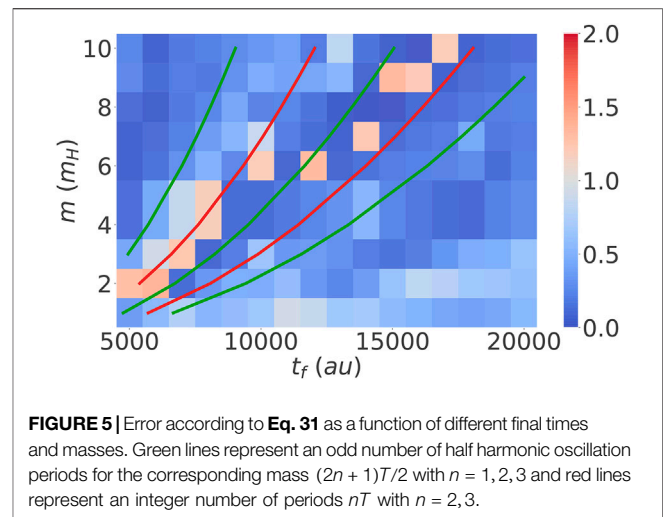 10
8
6
4
2
m (m_H)
5000 10000 15000 20000
t_f (au)
2.0
1.5
1.0
0.5
0.0
FIGURE 5 | Error according to Eq. 31 as a function of different final times
and masses. Green lines represent an odd number of half harmonic oscillation
periods for the corresponding mass (2n + 1)T/2 with n = 1, 2, 3 and red lines
represent an integer number of periods nT with n = 2, 3.